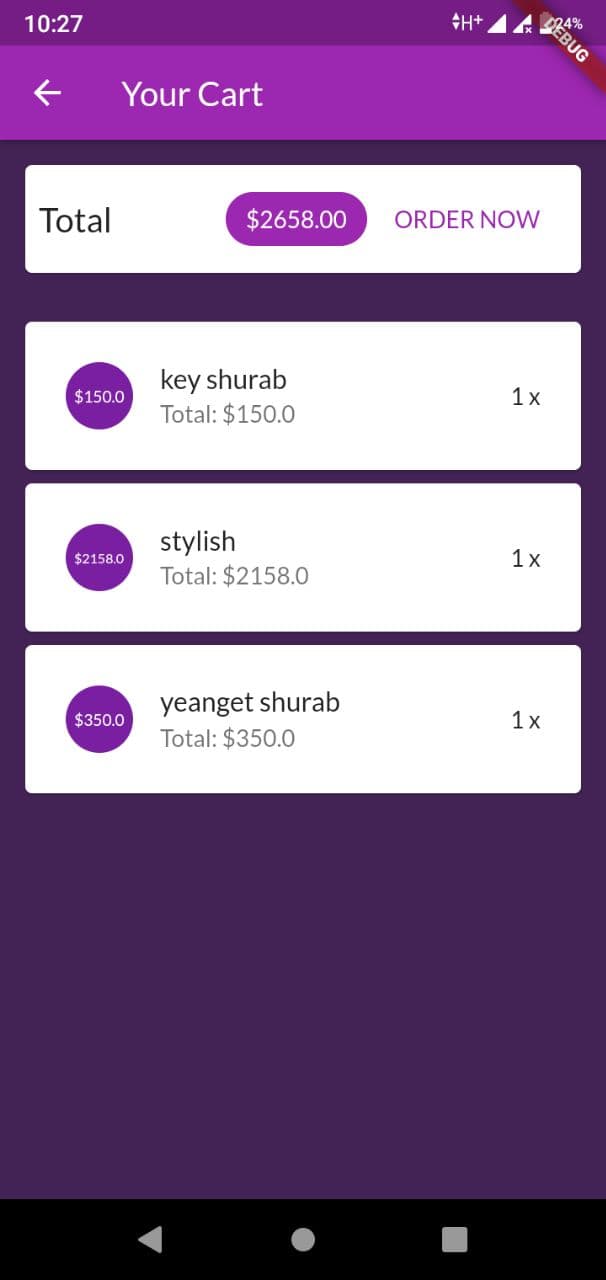 10:27
H+ 24%
DEBUG
Your Cart
Total $2658.00 ORDER NOW
$150.0 key shurab 1 x
Total: $150.0
$2158.0 stylish 1 x
Total: $2158.0
$350.0 yeanget shurab 1 x
Total: $350.0